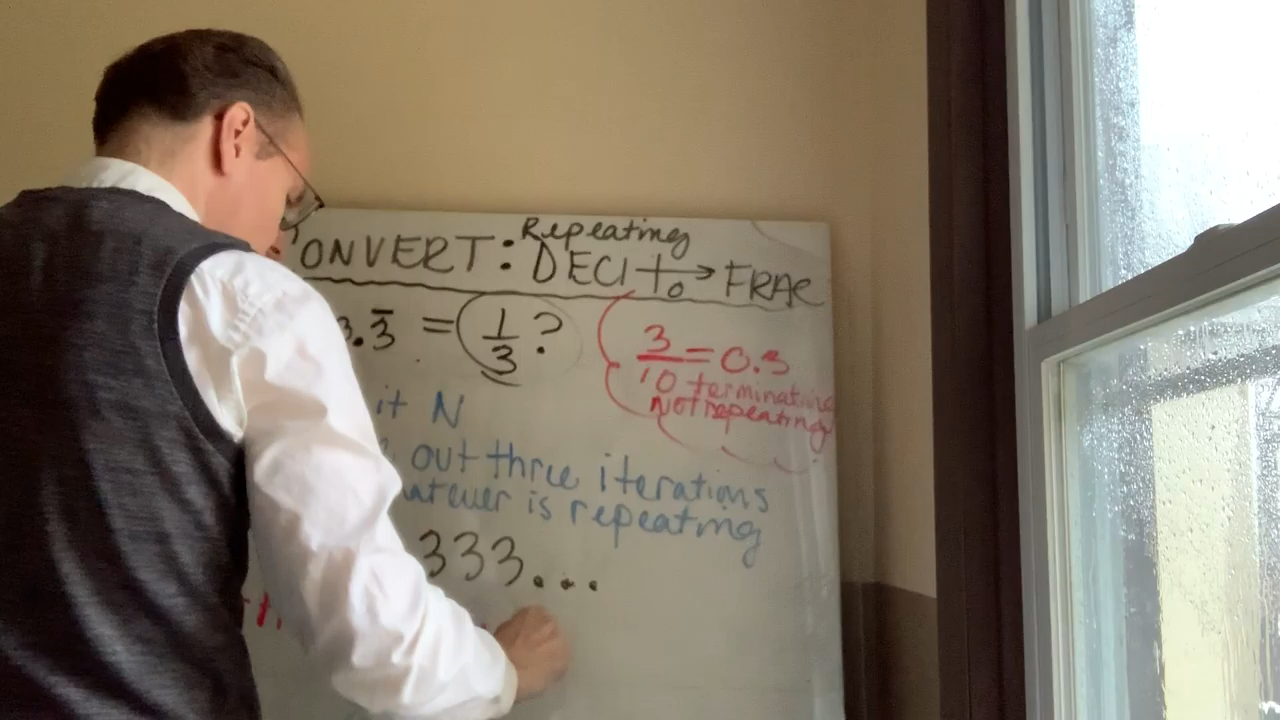 ONVERT: Repeating DECI to → FRAC
3.3̅ = 1/3 ?
3/10 = 0.3
terminating
Not repeating
it N
out three iterations
atever is repeating
333...